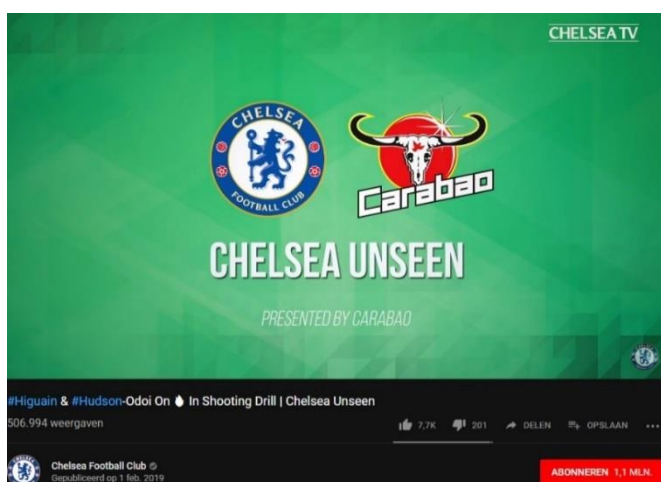 CHELSEA TV
CHELSEA
FOOTBALL CLUB
Carabao
CHELSEA UNSEEN
PRESENTED BY CARABAO
#Higuain & #Hudson-Odoi On 🔥 In Shooting Drill | Chelsea Unseen
506.994 weergaven
7,7K 201 DELEN OPSLAAN
Chelsea Football Club
Gepubliceerd op 1 feb. 2019
ABONNEREN 1,1 MLN.